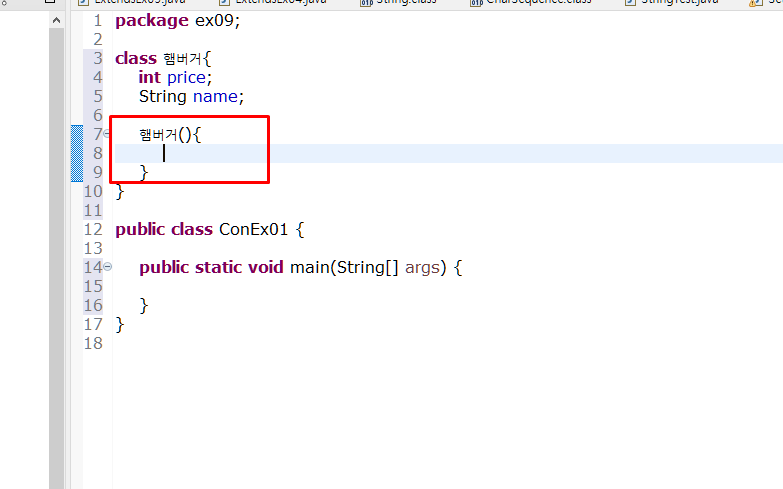 ExtendsEx03.java ExtendsEx04.java String.class CharSequence.class StringTest.java
1 package ex09;
2
3 class 햄버거{
4 int price;
5 String name;
6
7 햄버거(){
8
9 }
10 }
11
12 public class ConEx01 {
13
14 public static void main(String[] args) {
15
16 }
17 }
18